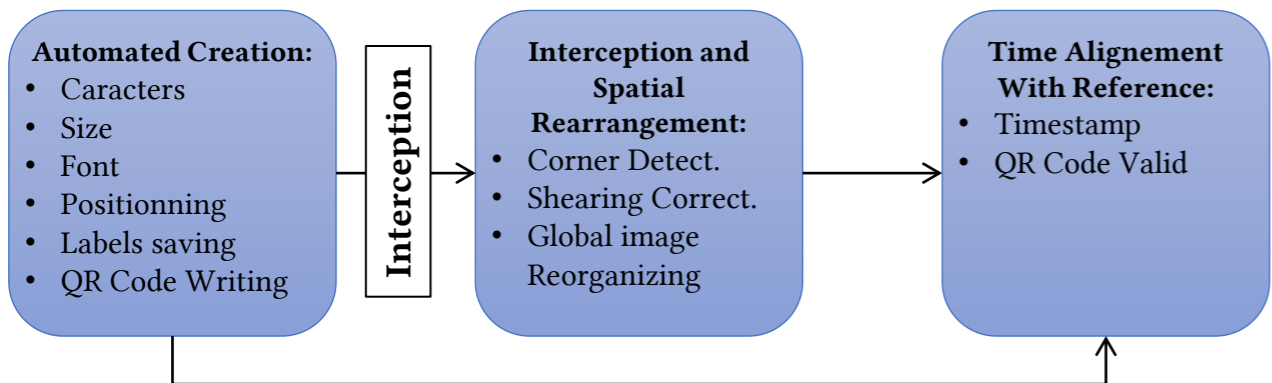 Automated Creation:
• Caracters
• Size
• Font
• Positionning
• Labels saving
• QR Code Writing
Interception
Interception and
Spatial
Rearrangement:
• Corner Detect.
• Shearing Correct.
• Global image
Reorganizing
Time Alignement
With Reference:
• Timestamp
• QR Code Valid